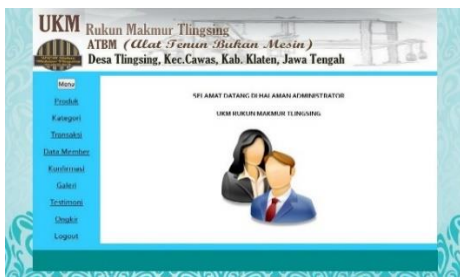 UKM Rukun Makmur Tlingsing
ATBM (Alat Tenun Bukan Mesin)
Desa Tlingsing, Kec.Cawas, Kab. Klaten, Jawa Tengah
Menu
Produk
Kategori
Transaksi
Data Member
Konfirmasi
Galeri
Testimoni
Ongkir
Logout
SELAMAT DATANG DI HALAMAN ADMINISTRATOR
UKM RUKUN MAKMUR TLINGSING